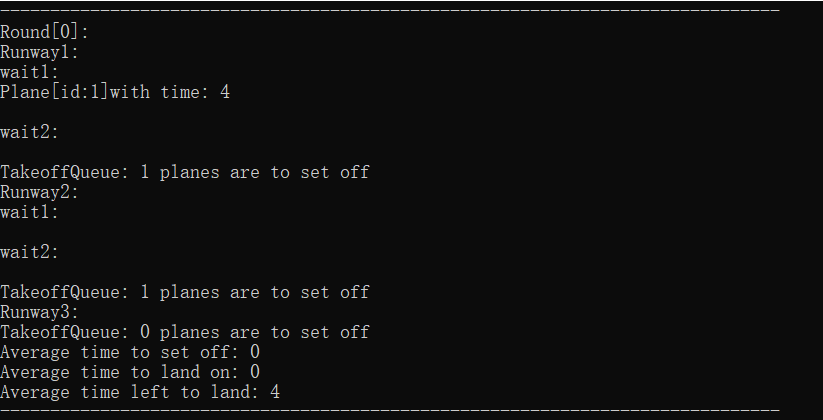 --------------------------------------------------------------------------------
Round[0]:
Runway1:
wait1:
Plane[id:1]with time: 4
wait2:
TakeoffQueue: 1 planes are to set off
Runway2:
wait1:
wait2:
TakeoffQueue: 1 planes are to set off
Runway3:
TakeoffQueue: 0 planes are to set off
Average time to set off: 0
Average time to land on: 0
Average time left to land: 4
--------------------------------------------------------------------------------